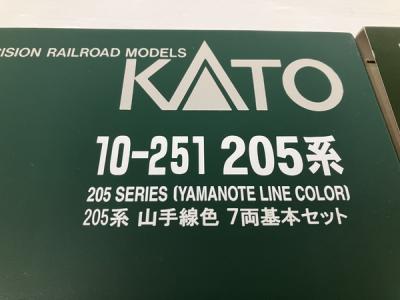 ISION RAILROAD MODELS
KATO
10-251 205系
205 SERIES (YAMANOTE LINE COLOR)
205系 山手線色 7両基本セット